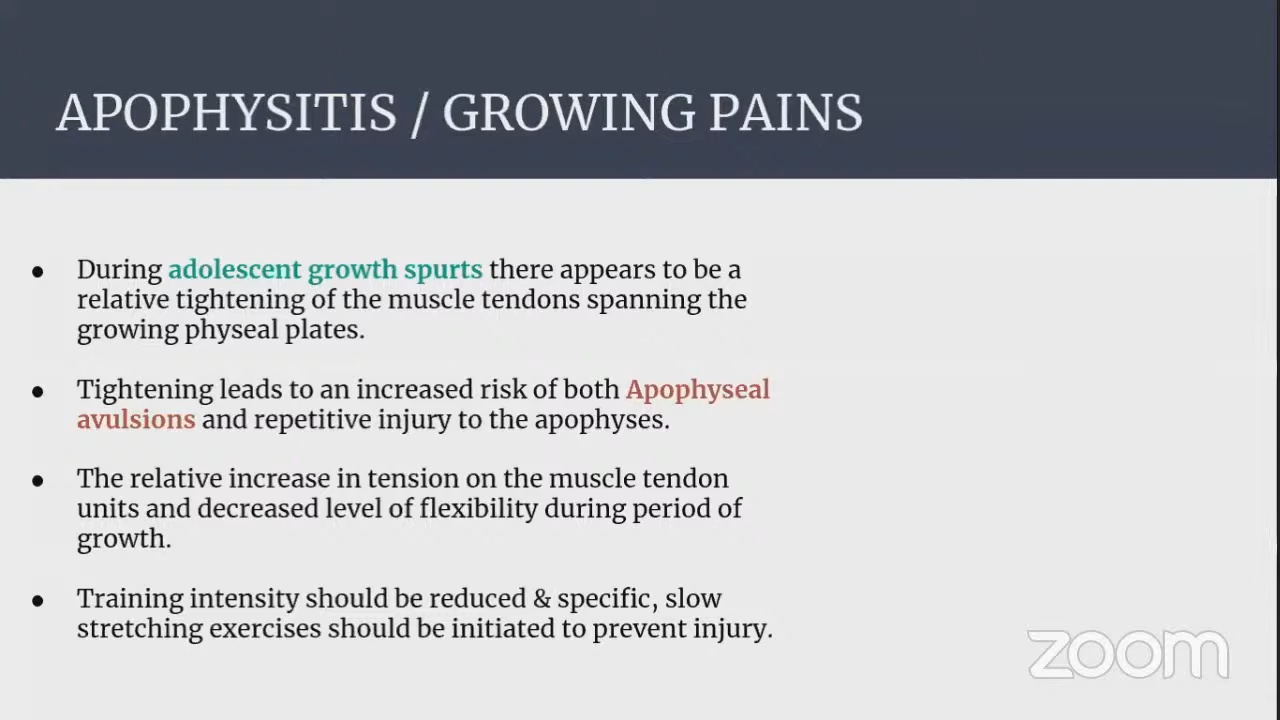 APOPHYSITIS / GROWING PAINS
● During adolescent growth spurts there appears to be a
relative tightening of the muscle tendons spanning the
growing physeal plates.
● Tightening leads to an increased risk of both Apophyseal
avulsions and repetitive injury to the apophyses.
● The relative increase in tension on the muscle tendon
units and decreased level of flexibility during period of
growth.
● Training intensity should be reduced & specific, slow
stretching exercises should be initiated to prevent injury.
zoom